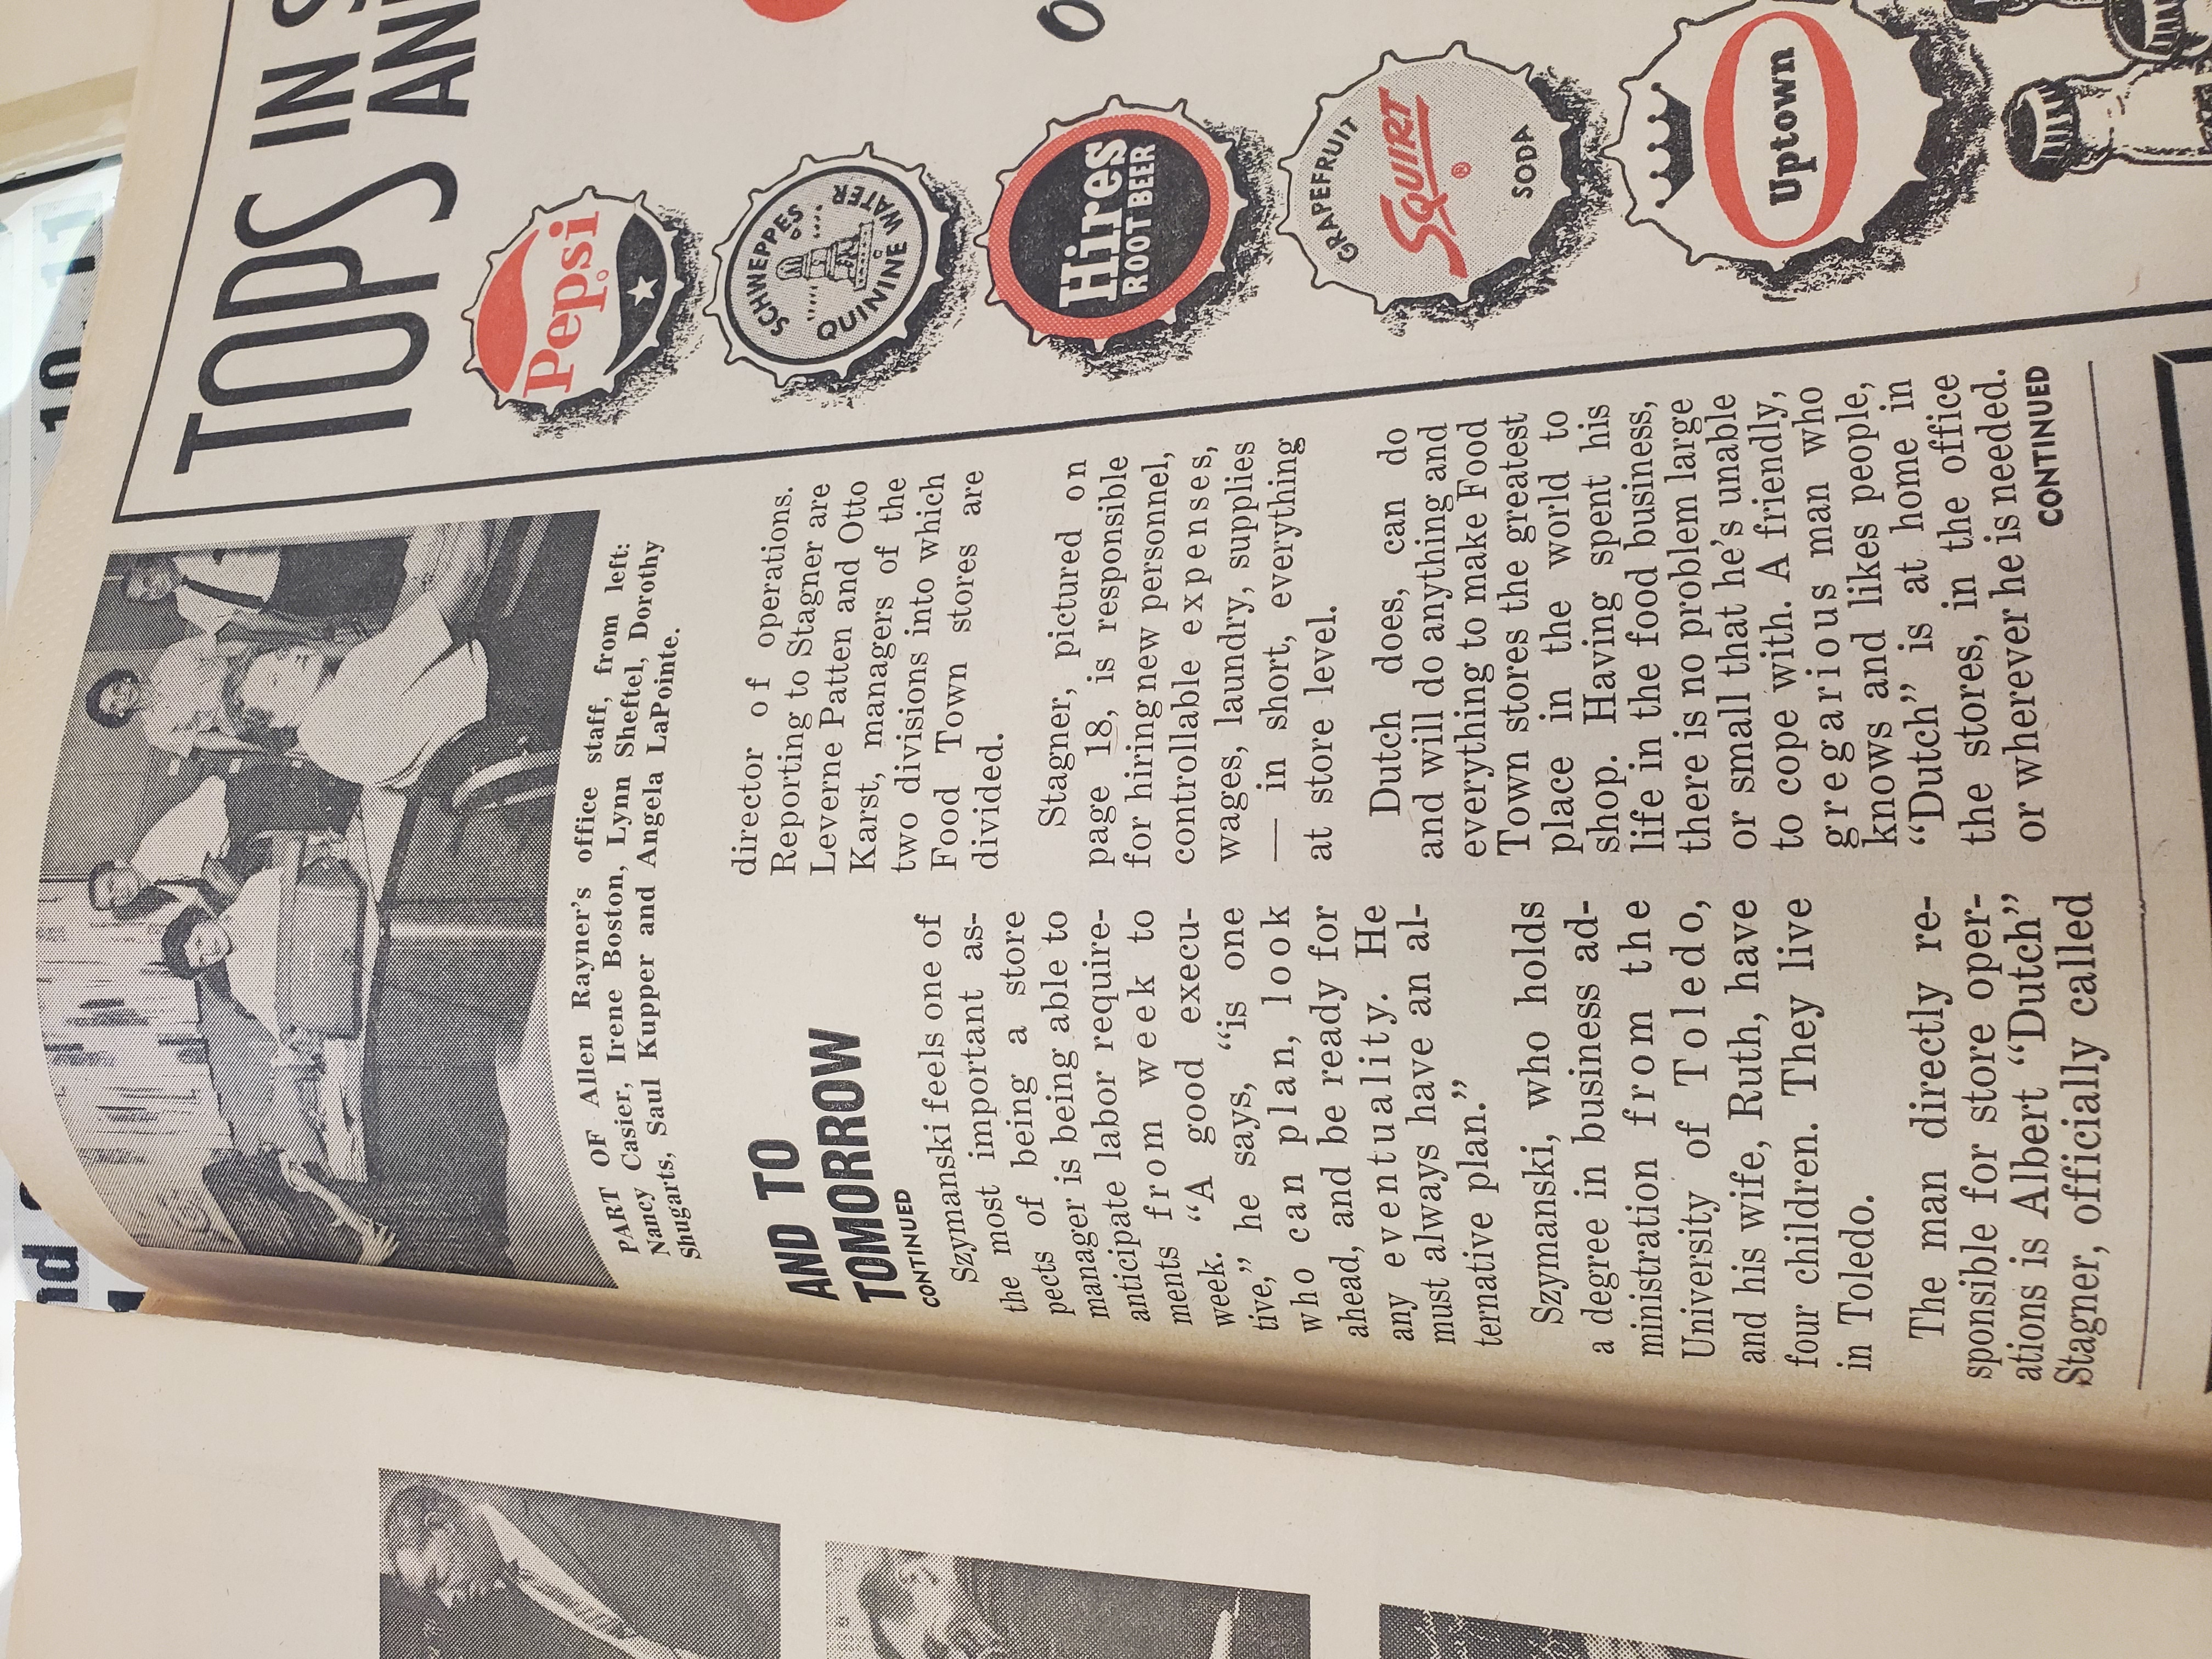 PART OF Allen Rayner's office staff, from left:
Nancy Casier, Irene Boston, Lynn Sheftel, Dorothy
Shugarts, Saul Kupper and Angela LaPointe.
AND TO
TOMORROW
CONTINUED
Szymanski feels one of
the most important as-
pects of being a store
manager is being able to
anticipate labor require-
ments from week to
week. “A good execu-
tive,” he says, “is one
who can plan, look
ahead, and be ready for
any eventuality. He
must always have an al-
ternative plan.”
Szymanski, who holds
a degree in business ad-
ministration from the
University of Toledo,
and his wife, Ruth, have
four children. They live
in Toledo.
The man directly re-
sponsible for store oper-
ations is Albert “Dutch”
Stagner, officially called
director of operations.
Reporting to Stagner are
Leverne Patten and Otto
Karst, managers of the
two divisions into which
Food Town stores are
divided.
Stagner, pictured on
page 18, is responsible
for hiring new personnel,
controllable expenses,
wages, laundry, supplies
— in short, everything
at store level.
Dutch does, can do
and will do anything and
everything to make Food
Town stores the greatest
place in the world to
shop. Having spent his
life in the food business,
there is no problem large
or small that he's unable
to cope with. A friendly,
gregarious man who
knows and likes people,
“Dutch” is at home in
the stores, in the office
or wherever he is needed.
CONTINUED
TOPS IN
Pepsi
SCHWEPPES
QUININE WATER
Hires
ROOT BEER
GRAPEFRUIT
SQUIRT
®
SODA
Uptown